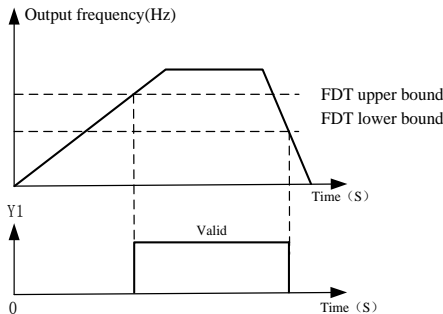 Output frequency(Hz)
FDT upper bound
FDT lower bound
Time（S）
Y1
Valid
0
Time（S）